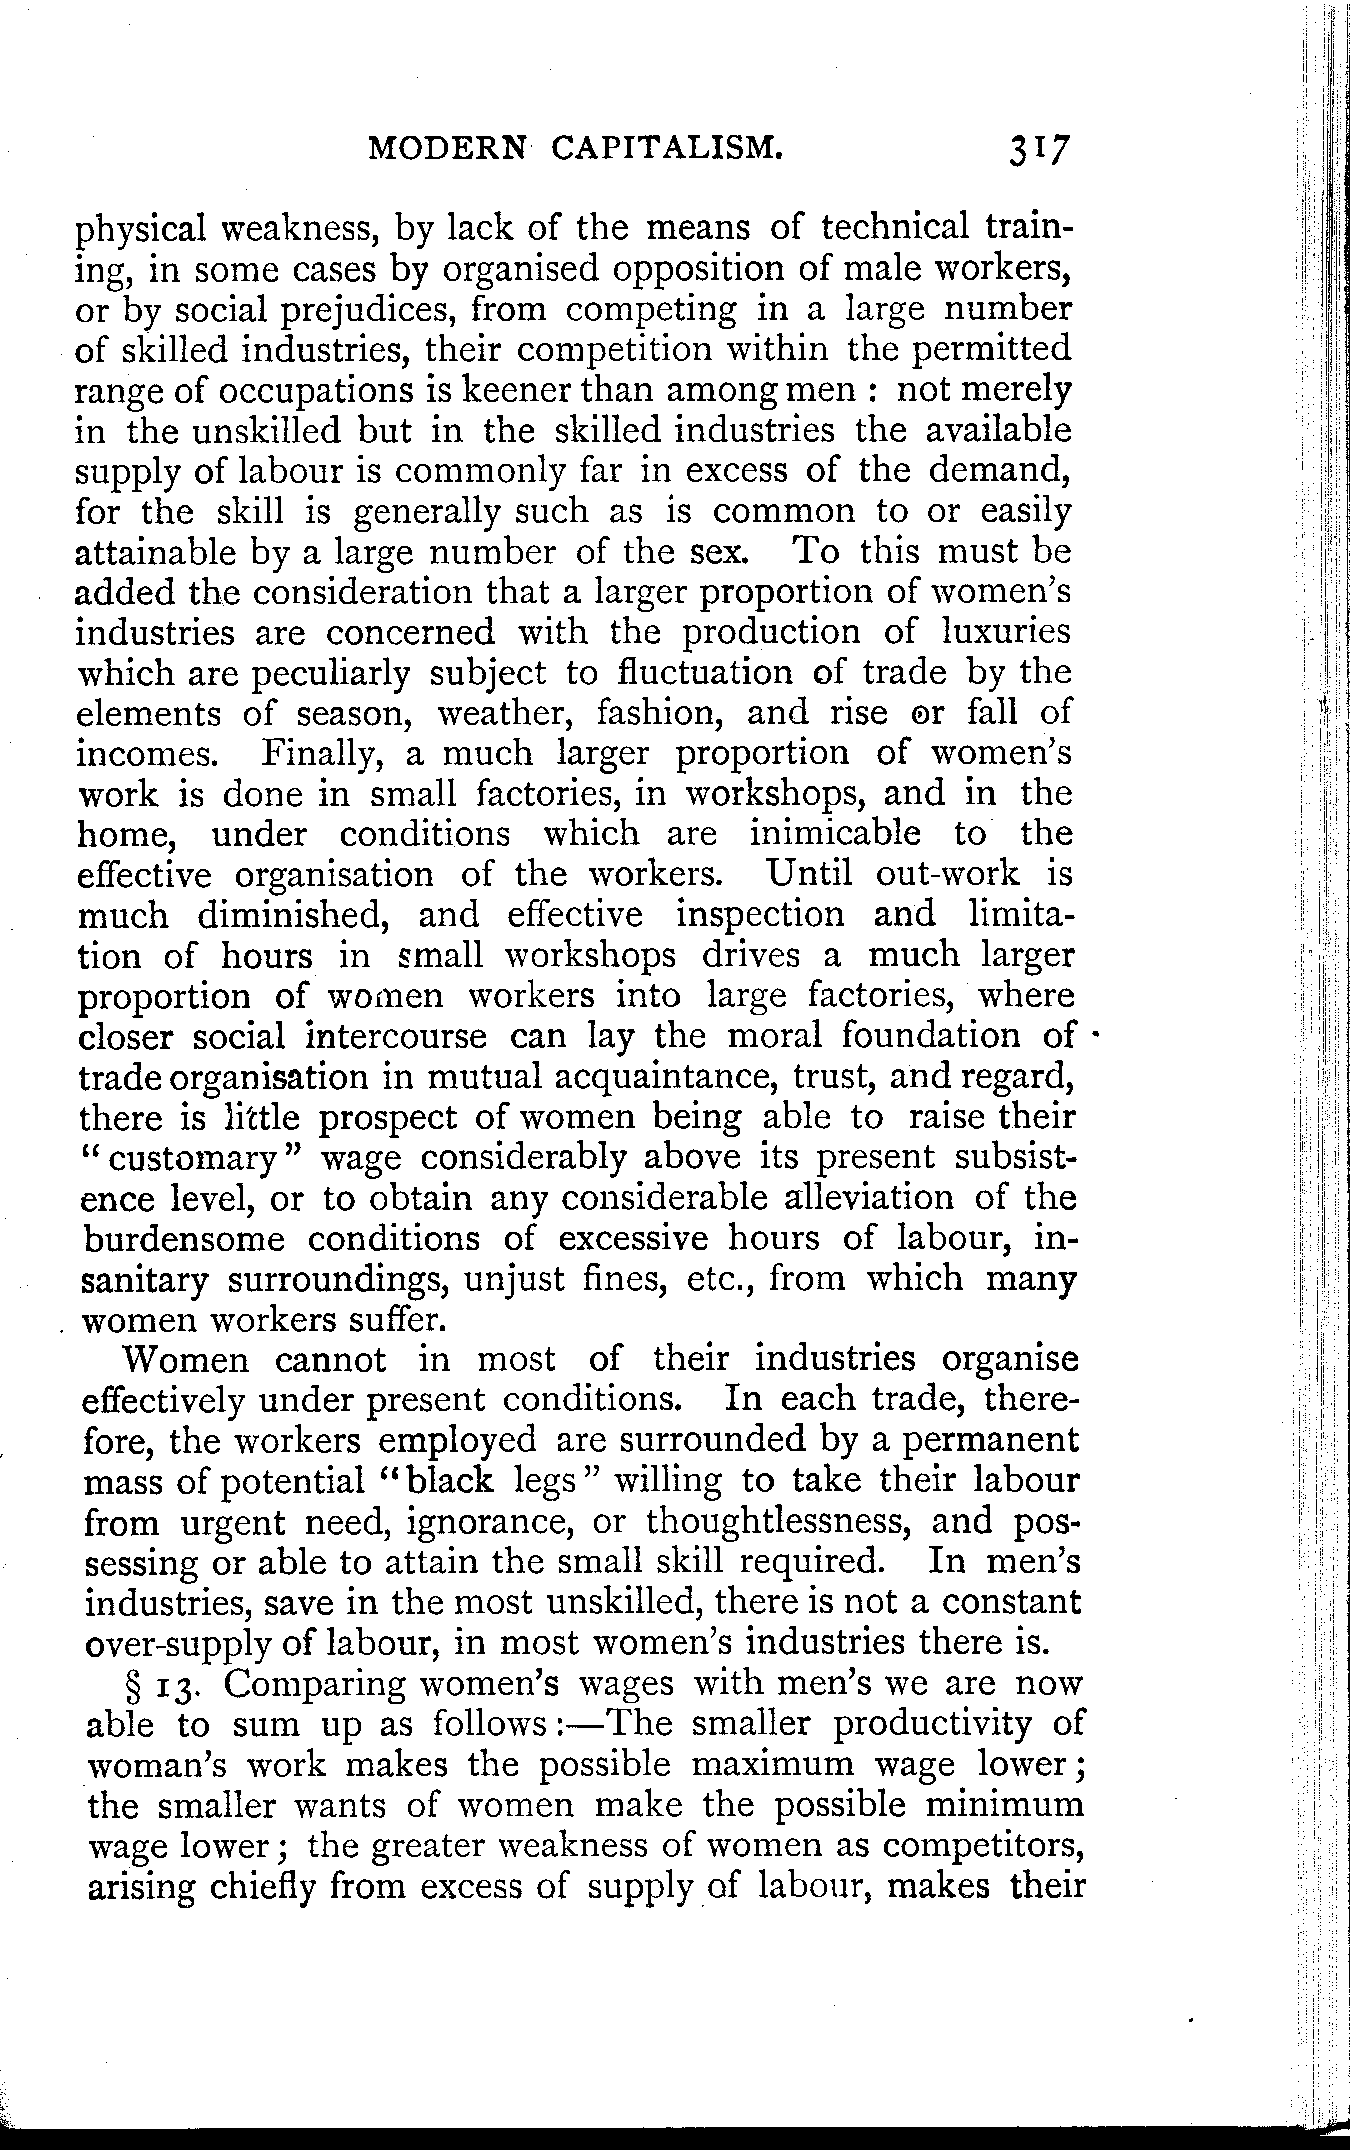 MODERN CAPITALISM. 317
physical weakness, by lack of the means of technical train-
ing, in some cases by organised opposition of male workers,
or by social prejudices, from competing in a large number
of skilled industries, their competition within the permitted
range of occupations is keener than among men : not merely
in the unskilled but in the skilled industries the available
supply of labour is commonly far in excess of the demand,
for the skill is generally such as is common to or easily
attainable by a large number of the sex. To this must be
added the consideration that a larger proportion of women's
industries are concerned with the production of luxuries
which are peculiarly subject to fluctuation of trade by the
elements of season, weather, fashion, and rise or fall of
incomes. Finally, a much larger proportion of women's
work is done in small factories, in workshops, and in the
home, under conditions which are inimicable to the
effective organisation of the workers. Until out-work is
much diminished, and effective inspection and limita-
tion of hours in small workshops drives a much larger
proportion of women workers into large factories, where
closer social intercourse can lay the moral foundation of
trade organisation in mutual acquaintance, trust, and regard,
there is little prospect of women being able to raise their
"customary" wage considerably above its present subsist-
ence level, or to obtain any considerable alleviation of the
burdensome conditions of excessive hours of labour, in-
sanitary surroundings, unjust fines, etc., from which many
women workers suffer.
Women cannot in most of their industries organise
effectively under present conditions. In each trade, there-
fore, the workers employed are surrounded by a permanent
mass of potential "black legs" willing to take their labour
from urgent need, ignorance, or thoughtlessness, and pos-
sessing or able to attain the small skill required. In men's
industries, save in the most unskilled, there is not a constant
over-supply of labour, in most women's industries there is.
§ 13. Comparing women's wages with men's we are now
able to sum up as follows :—The smaller productivity of
woman's work makes the possible maximum wage lower ;
the smaller wants of women make the possible minimum
wage lower ; the greater weakness of women as competitors,
arising chiefly from excess of supply of labour, makes their